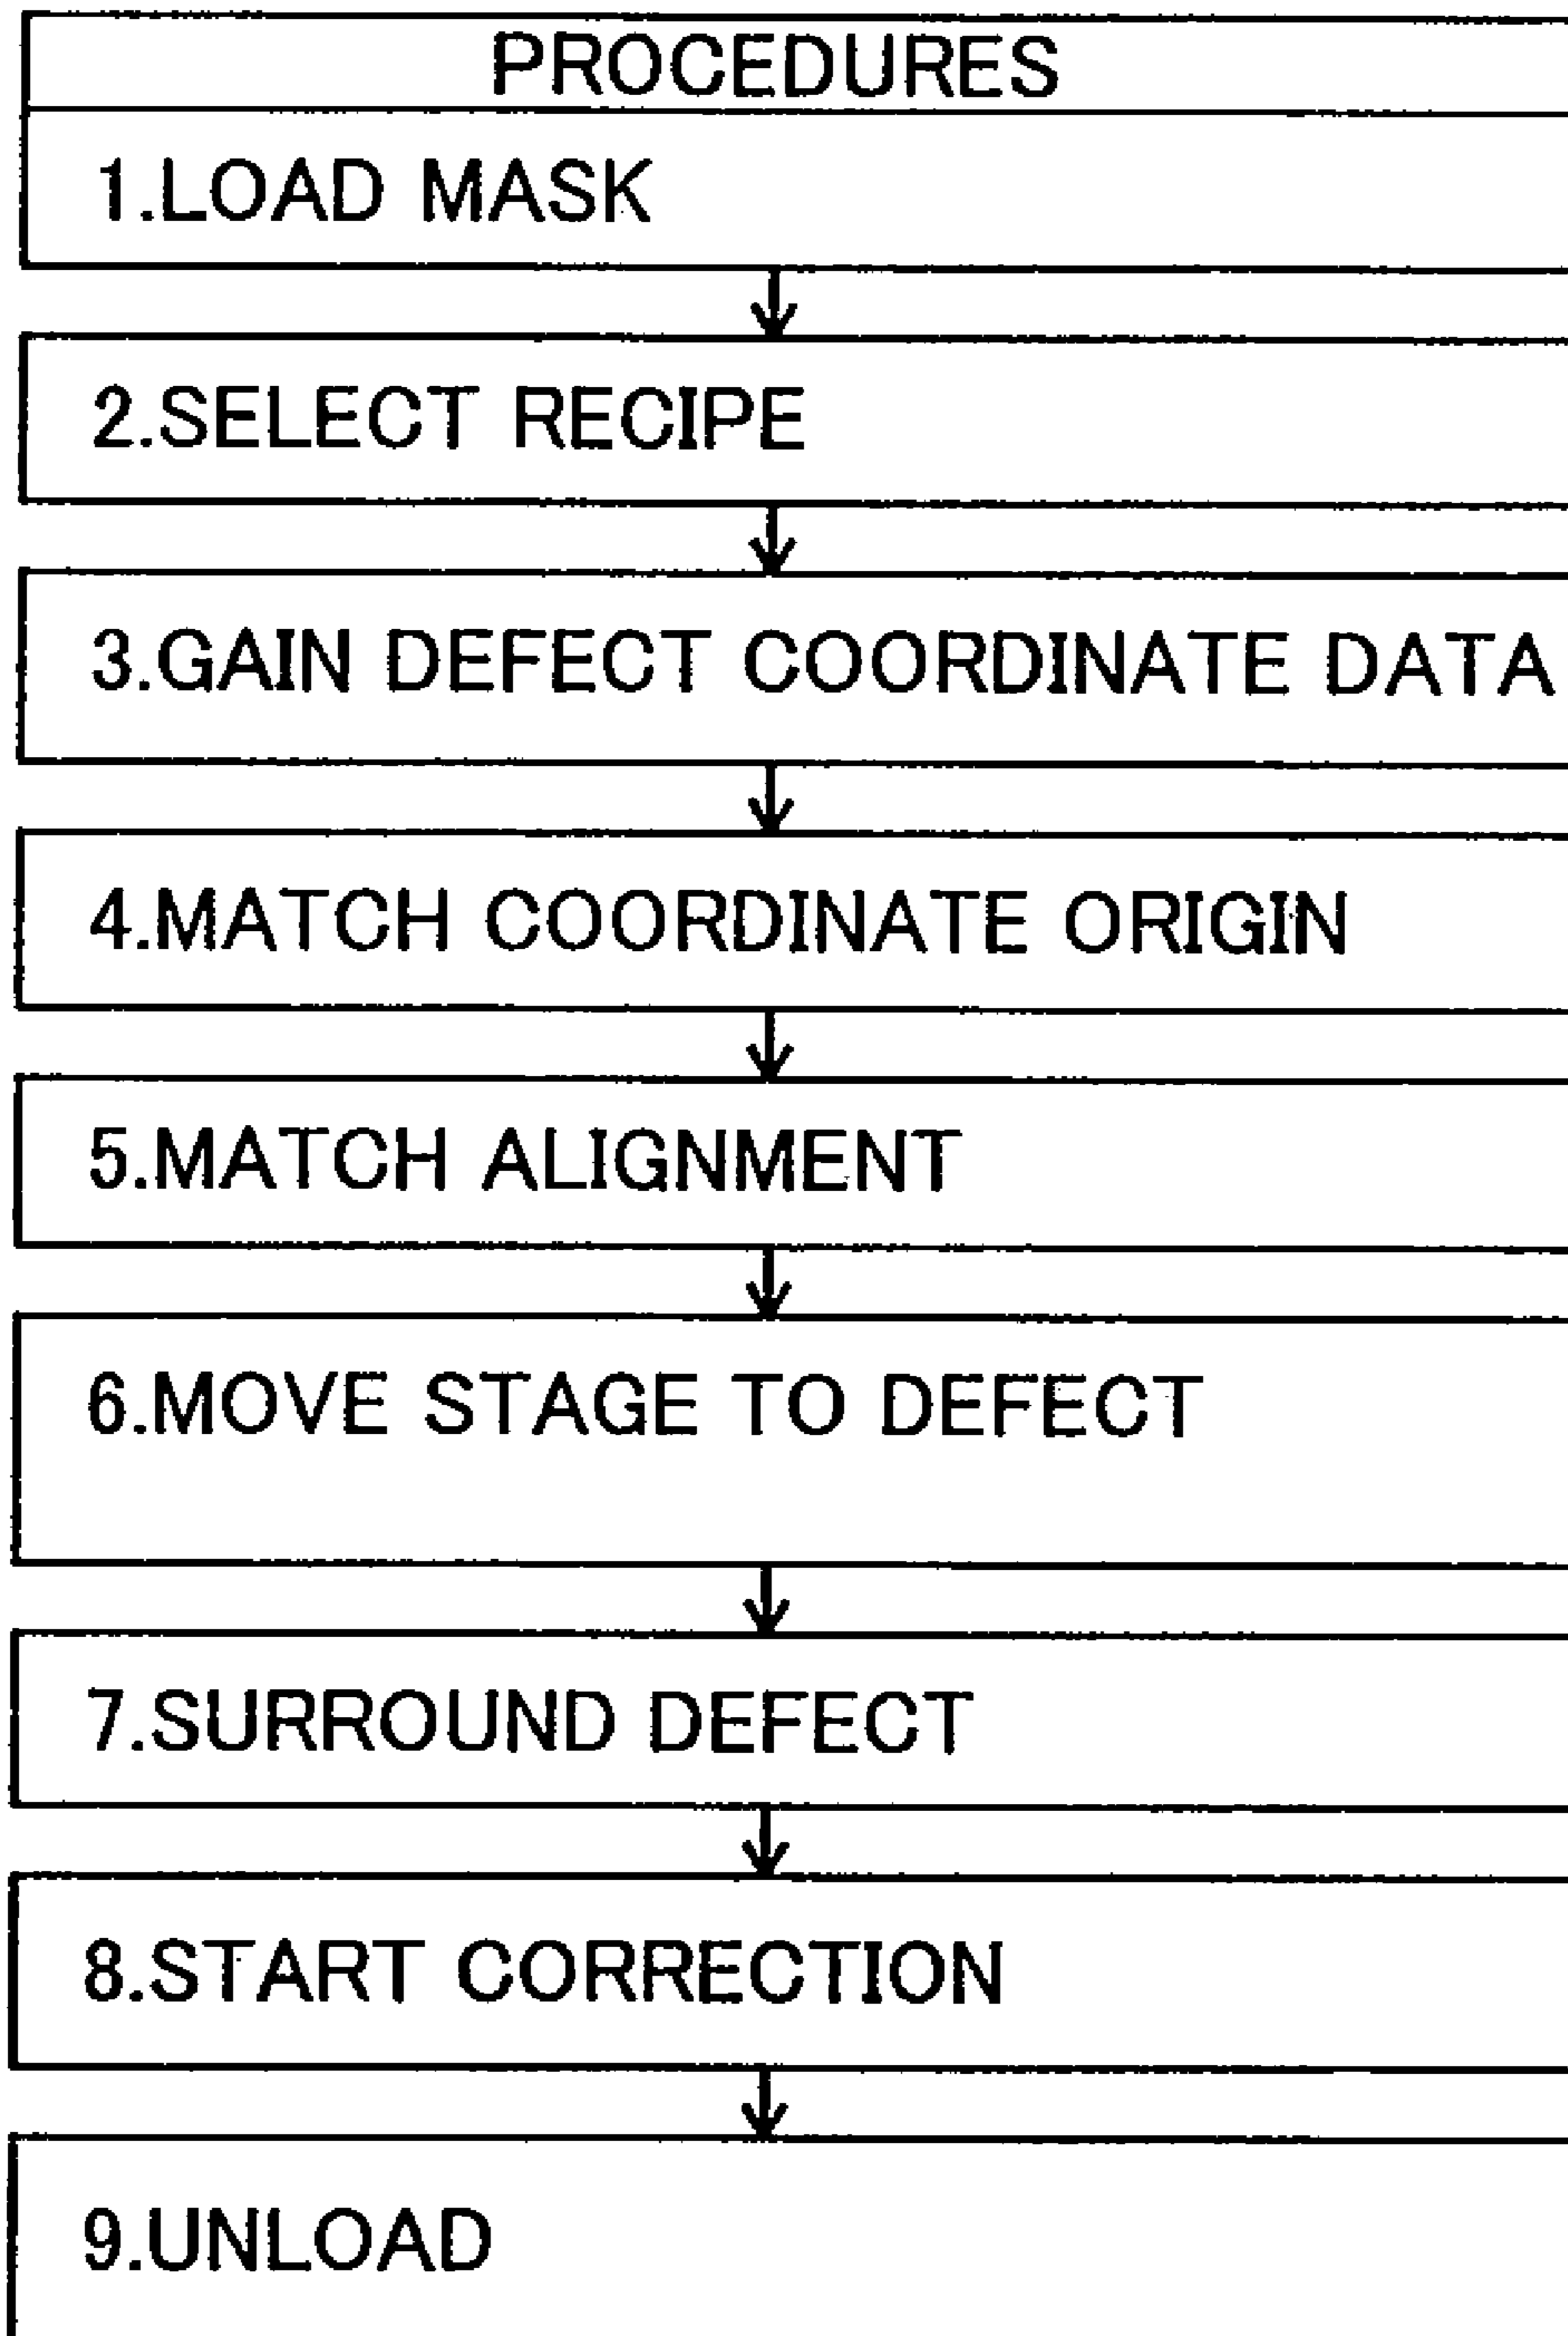 PROCEDURES
1.LOAD MASK
2.SELECT RECIPE
3.GAIN DEFECT COORDINATE DATA
4.MATCH COORDINATE ORIGIN
5.MATCH ALIGNMENT
6.MOVE STAGE TO DEFECT
7.SURROUND DEFECT
8.START CORRECTION
9.UNLOAD